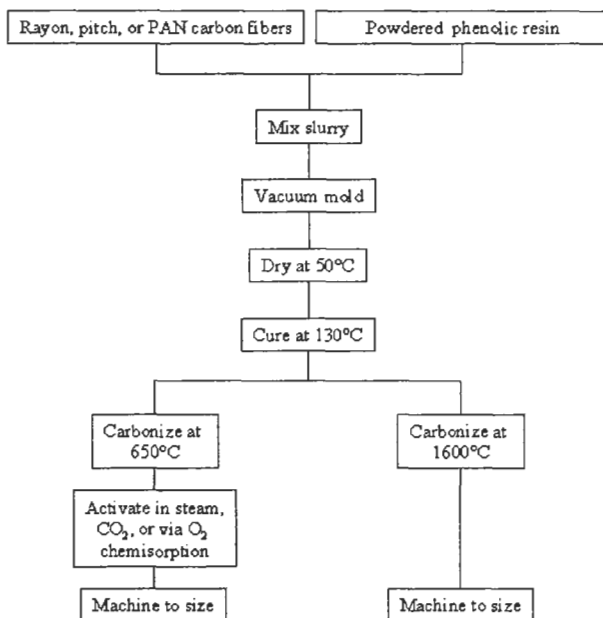 Rayon, pitch, or PAN carbon fibers
Powdered phenolic resin
Mix slurry
Vacuum mold
Dry at 50°C
Cure at 130°C
Carbonize at
650°C
Carbonize at
1600°C
Activate in steam,
CO₂, or via O₂
chemisorption
Machine to size
Machine to size